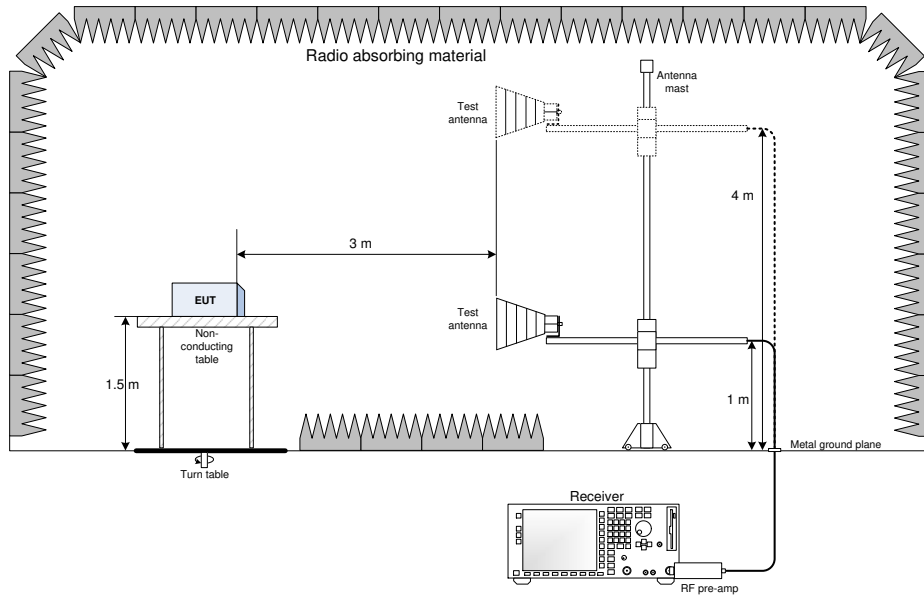 Radio absorbing material
Antenna
mast
Test
antenna
4 m
3 m
EUT
Test
antenna
Non-
conducting
table
1.5 m
1 m
Metal ground plane
Turn table
Receiver
RF pre-amp